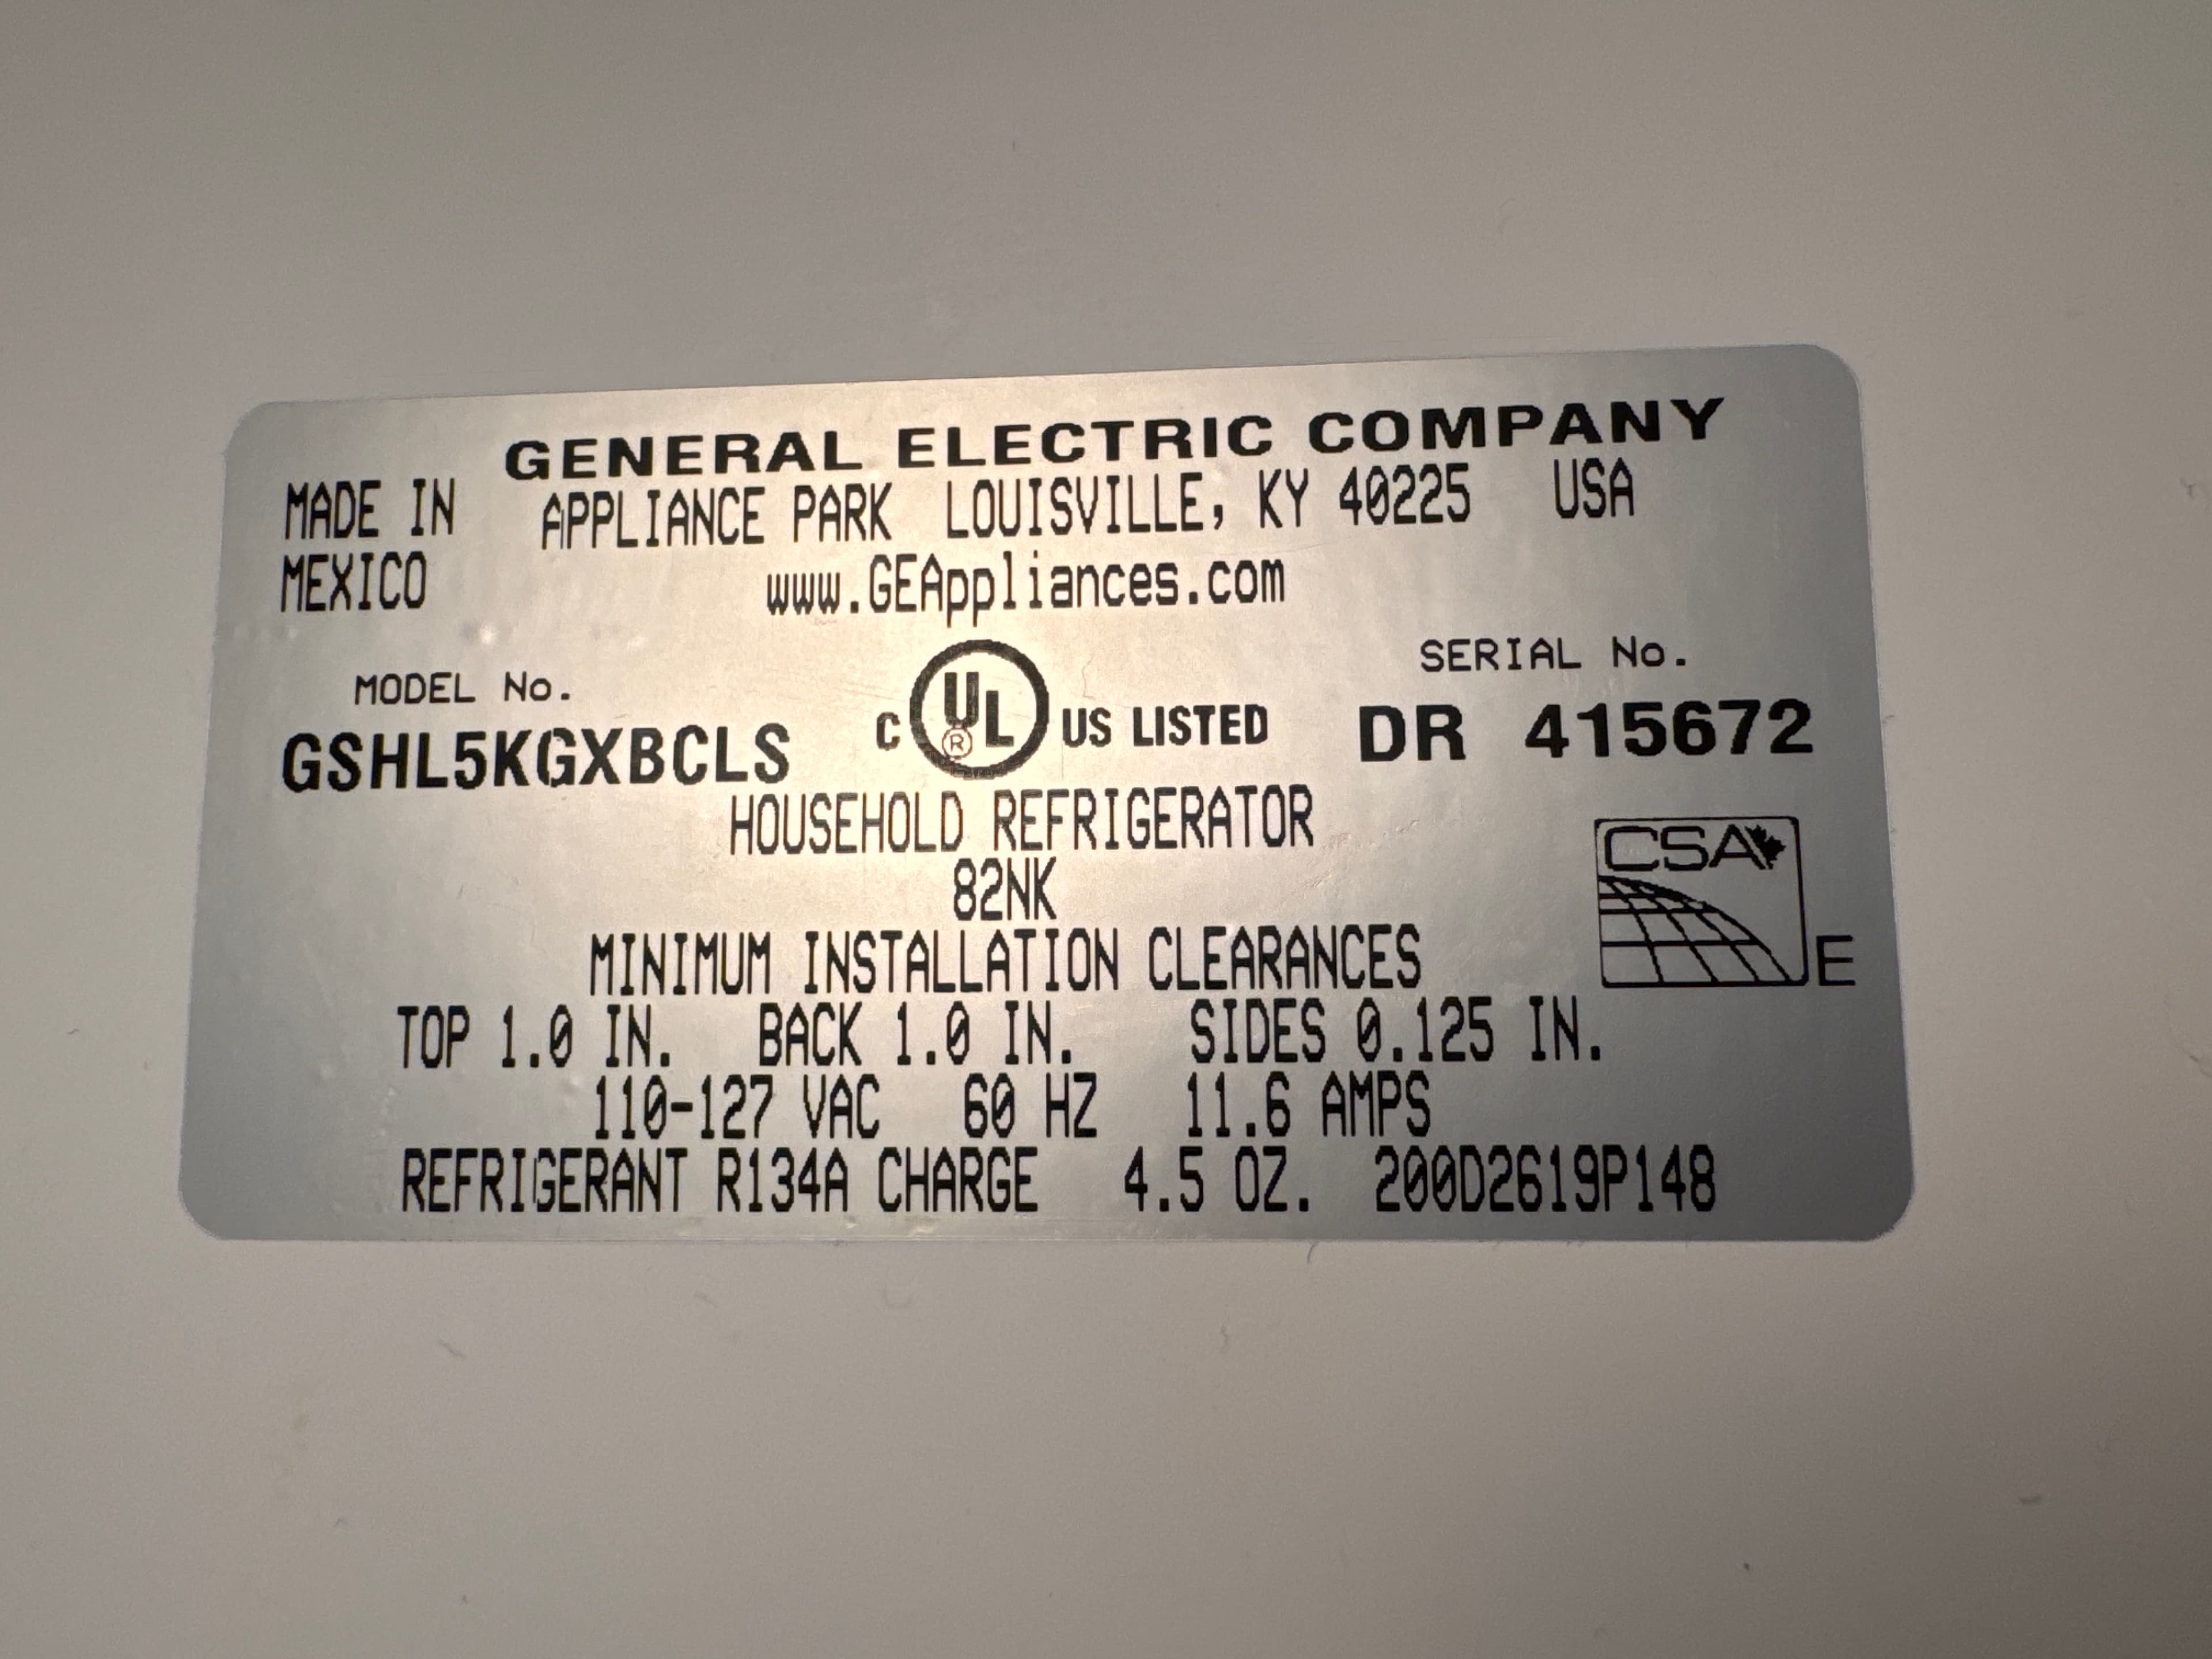 GENERAL ELECTRIC COMPANY
MADE IN APPLIANCE PARK LOUISVILLE, KY 40225 USA
MEXICO www.GEAppliances.com
MODEL No. SERIAL No.
GSHL5KGXBCLS C UL ® US LISTED DR 415672
HOUSEHOLD REFRIGERATOR
82NK
CSA
E
MINIMUM INSTALLATION CLEARANCES
TOP 1.0 IN. BACK 1.0 IN. SIDES 0.125 IN.
110-127 VAC 60 HZ 11.6 AMPS
REFRIGERANT R134A CHARGE 4.5 OZ. 200D2619P148